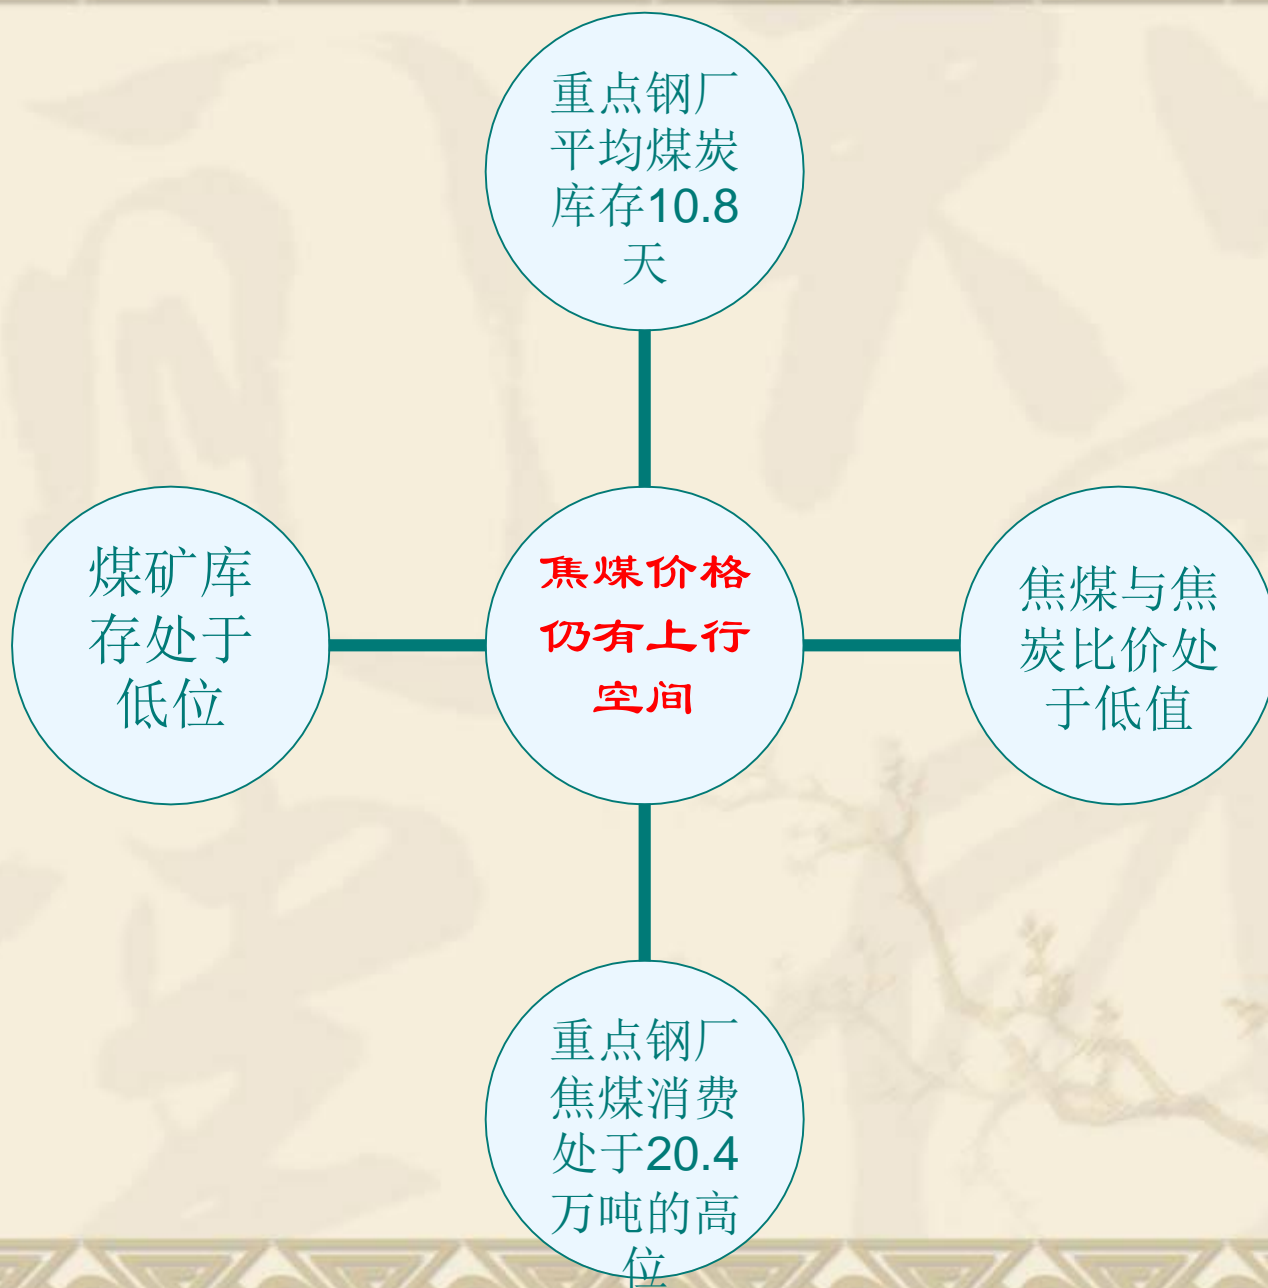 重点钢厂
平均煤炭
库存10.8
天
煤矿库
存处于
低位
焦煤价格
仍有上行
空间
焦煤与焦
炭比价处
于低值
重点钢厂
焦煤消费
处于20.4
万吨的高
位